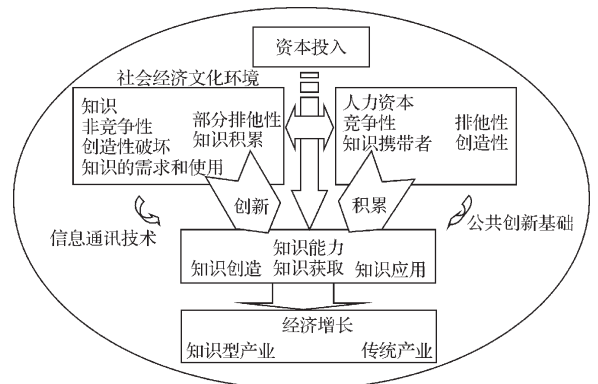 资本投入
社会经济文化环境
知识
非竞争性
创造性破坏
知识的需求和使用
部分排他性
知识积累
人力资本
竞争性
知识携带者
排他性
创造性
创新
积累
信息通讯技术
公共创新基础
知识能力
知识创造 知识获取 知识应用
经济增长
知识型产业 传统产业